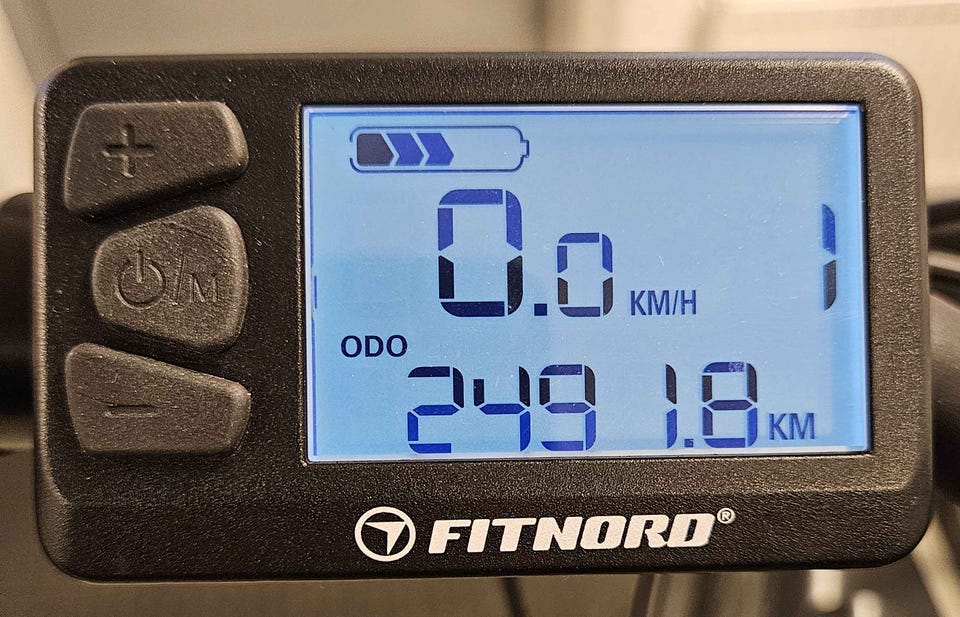 +
0.0 KM/H 1
/M
ODO
2491.8 KM
-
FITNORD®